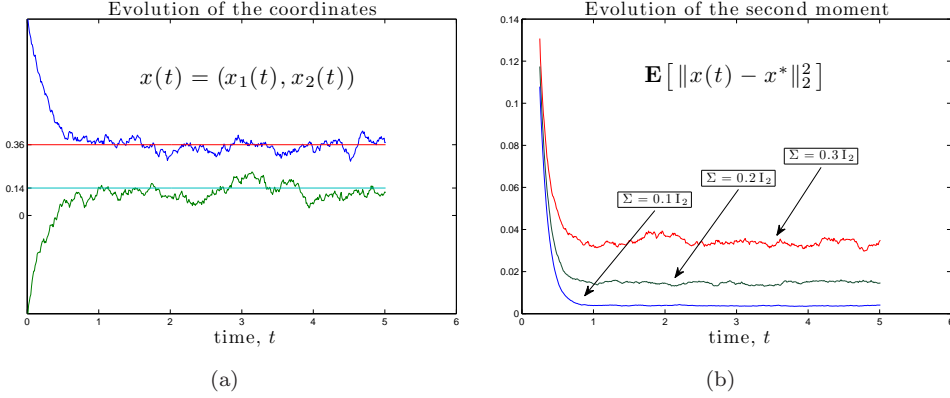 Evolution of the coordinates
x(t) = (x₁(t), x₂(t))
0.36
0.14
0
0 1 2 3 4 5 6
time, t
(a)
Evolution of the second moment
E[‖x(t) − x*‖₂²]
0.14
0.12
0.1
0.08
0.06
0.04
0.02
0
Σ = 0.3 I₂
Σ = 0.2 I₂
Σ = 0.1 I₂
0 1 2 3 4 5 6
time, t
(b)